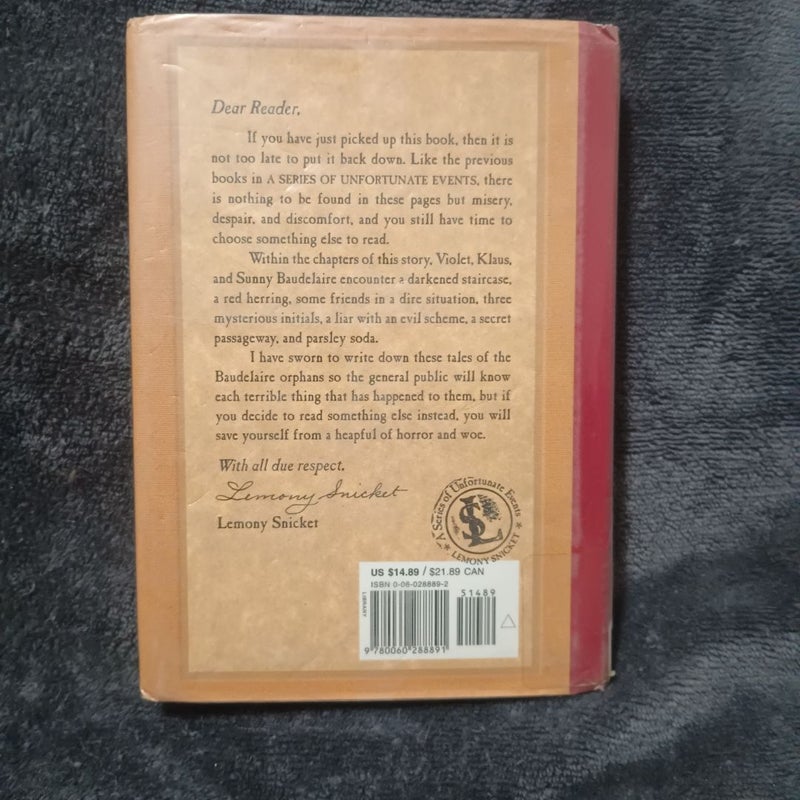 Dear Reader,
If you have just picked up this book, then it is
not too late to put it back down. Like the previous
books in A SERIES OF UNFORTUNATE EVENTS, there
is nothing to be found in these pages but misery,
despair, and discomfort, and you still have time to
choose something else to read.
Within the chapters of this story, Violet, Klaus,
and Sunny Baudelaire encounter a darkened staircase,
a red herring, some friends in a dire situation, three
mysterious initials, a liar with an evil scheme, a secret
passageway, and parsley soda.
I have sworn to write down these tales of the
Baudelaire orphans so the general public will know
each terrible thing that has happened to them, but if
you decide to read something else instead, you will
save yourself from a heapful of horror and woe.
With all due respect,
Lemony Snicket
Lemony Snicket
A Series of Unfortunate Events
LS
★ LEMONY SNICKET ★
US $14.89 / $21.89 CAN
ISBN 0-06-028889-2
LIBRARY
51489
9 780060 288891